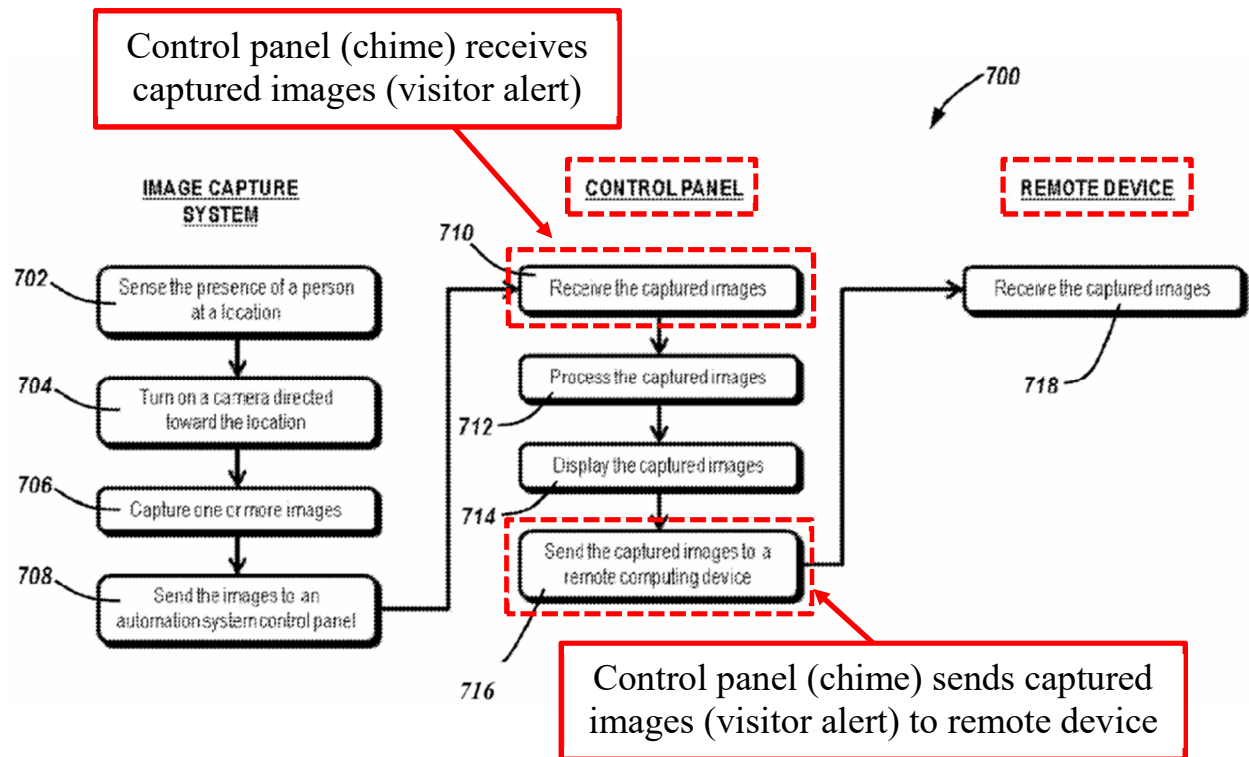 Control panel (chime) receives
captured images (visitor alert)
700
IMAGE CAPTURE
SYSTEM
CONTROL PANEL
REMOTE DEVICE
702
Sense the presence of a person
at a location
704
Turn on a camera directed
toward the location
706
Capture one or more images
708
Send the images to an
automation system control panel
710
Receive the captured images
Process the captured images
712
Display the captured images
714
Send the captured images to a
remote computing device
716
Receive the captured images
718
Control panel (chime) sends captured
images (visitor alert) to remote device